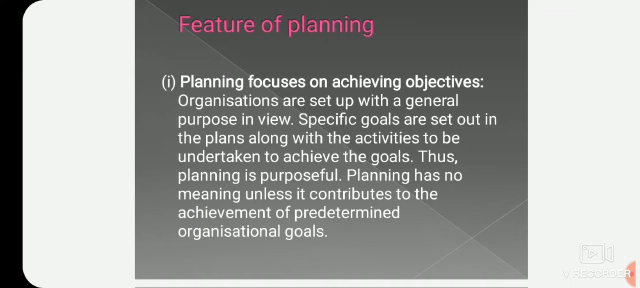 Feature of planning
(i) Planning focuses on achieving objectives:
Organisations are set up with a general
purpose in view. Specific goals are set out in
the plans along with the activities to be
undertaken to achieve the goals. Thus,
planning is purposeful. Planning has no
meaning unless it contributes to the
achievement of predetermined
organisational goals.
V RECORDER